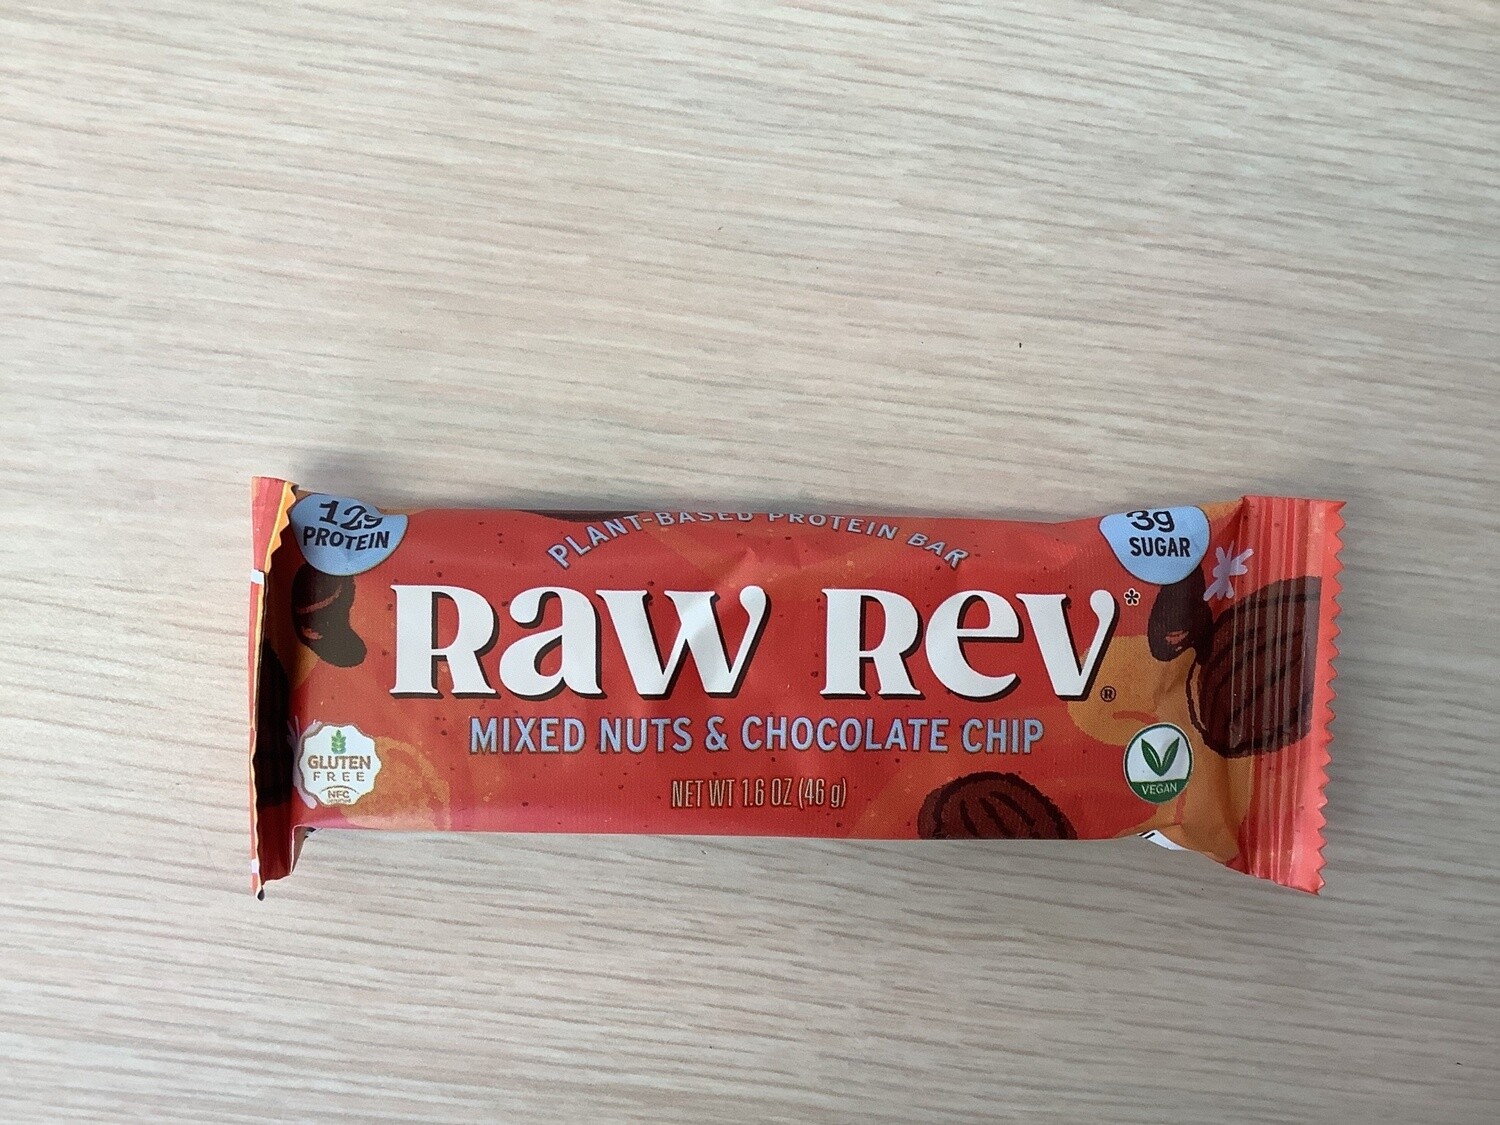 12g
PROTEIN
PLANT-BASED PROTEIN BAR
3g
SUGAR
Raw Rev®
MIXED NUTS & CHOCOLATE CHIP
GLUTEN
FREE
NFC
NET WT 1.6 OZ (46 g)
VEGAN